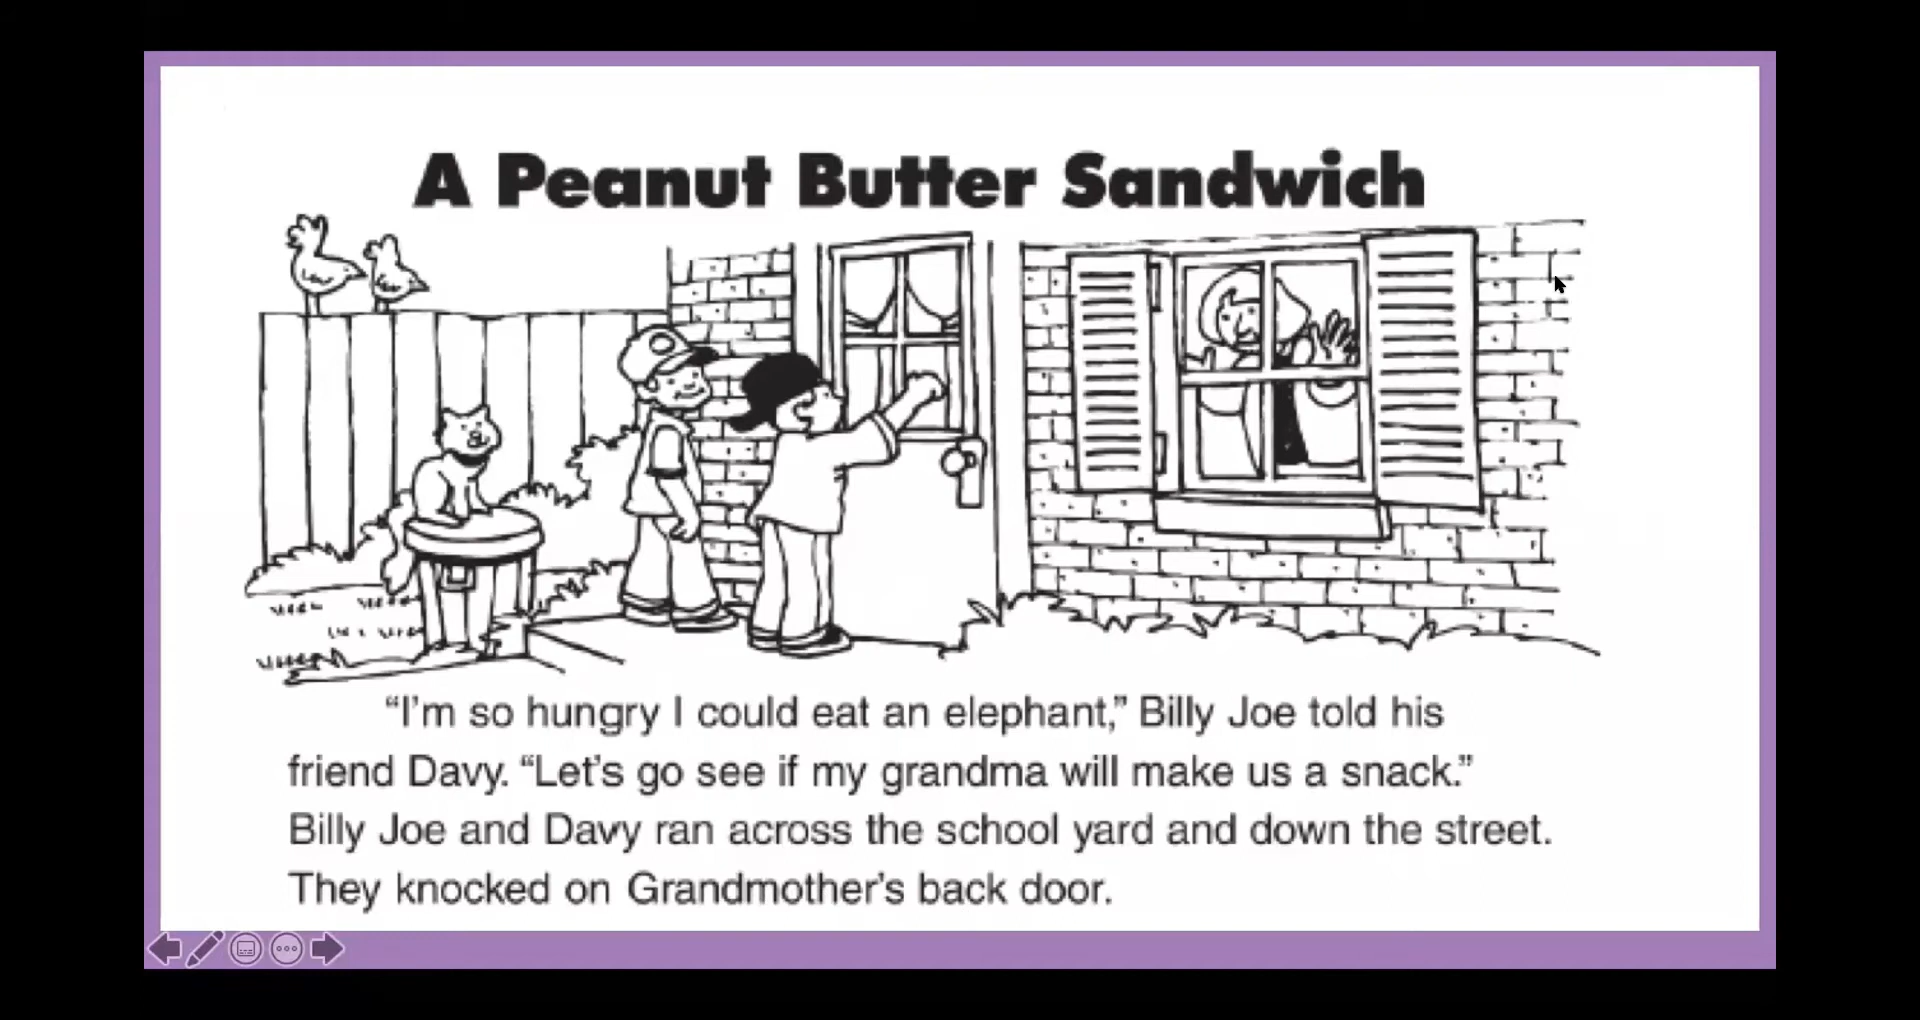 A Peanut Butter Sandwich
“I’m so hungry I could eat an elephant,” Billy Joe told his
friend Davy. “Let’s go see if my grandma will make us a snack.”
Billy Joe and Davy ran across the school yard and down the street.
They knocked on Grandmother’s back door.